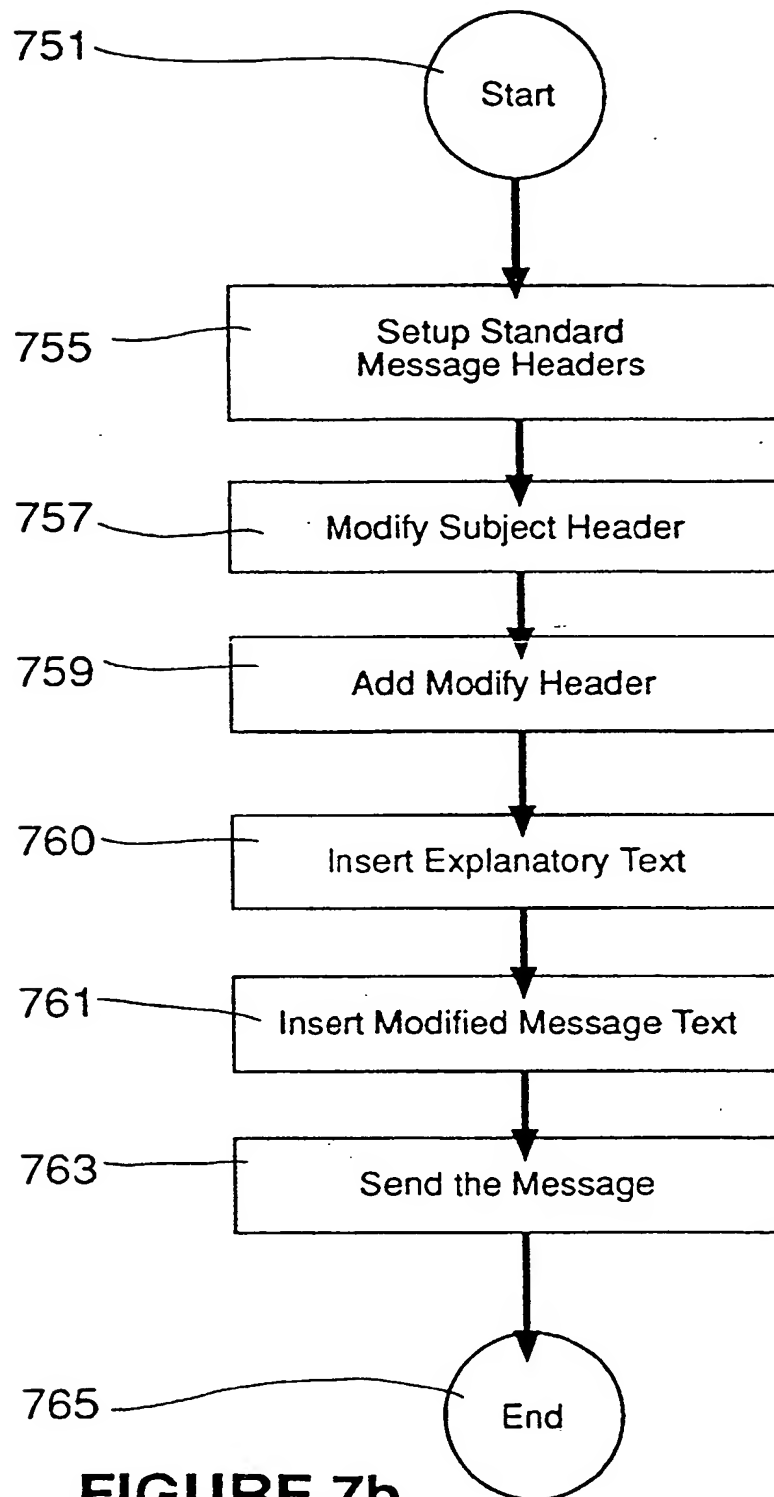 751
Start
755
Setup Standard
Message Headers
757
Modify Subject Header
759
Add Modify Header
760
Insert Explanatory Text
761
Insert Modified Message Text
763
Send the Message
765
End
FIGURE 7b